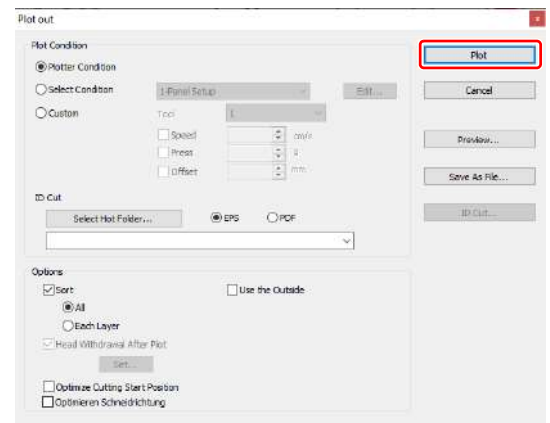 Plot out
Plot Condition
Plotter Condition
Select Condition
1-Panel Setup
Edit...
Custom
Tool
1
Speed
cm/s
Press
g
Offset
mm
ID Cut
Select Hot Folder...
EPS
PDF
Options
Sort
Use the Outside
All
Each Layer
Head Withdrawal After Plot
Set...
Optimize Cutting Start Position
Optimieren Schneidrichtung
Plot
Cancel
Preview...
Save As File...
ID Cut...